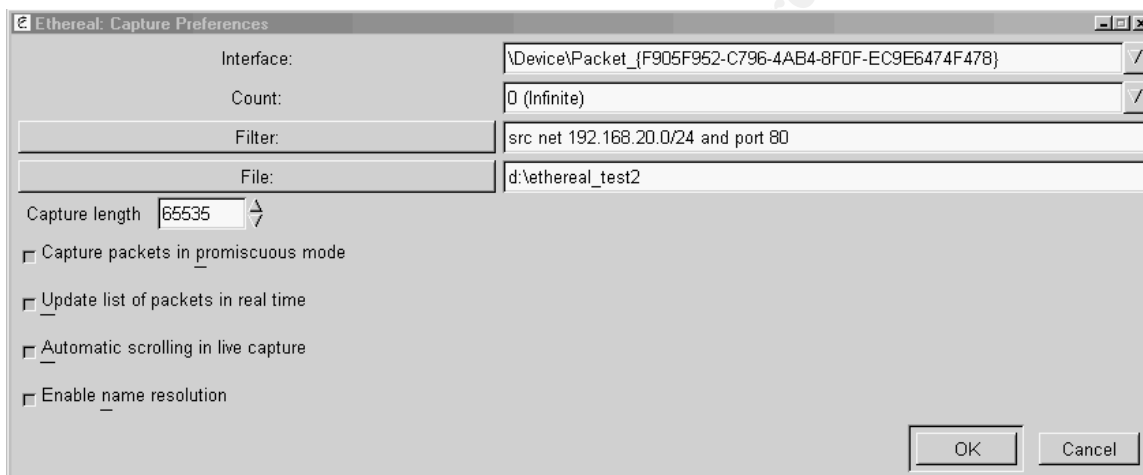 Ethereal: Capture Preferences
Interface: \Device\Packet_{F905F952-C796-4AB4-8F0F-EC9E6474F478}
Count: 0 (Infinite)
Filter: src net 192.168.20.0/24 and port 80
File: d:\ethereal_test2
Capture length 65535
Capture packets in promiscuous mode
Update list of packets in real time
Automatic scrolling in live capture
Enable name resolution
OK Cancel